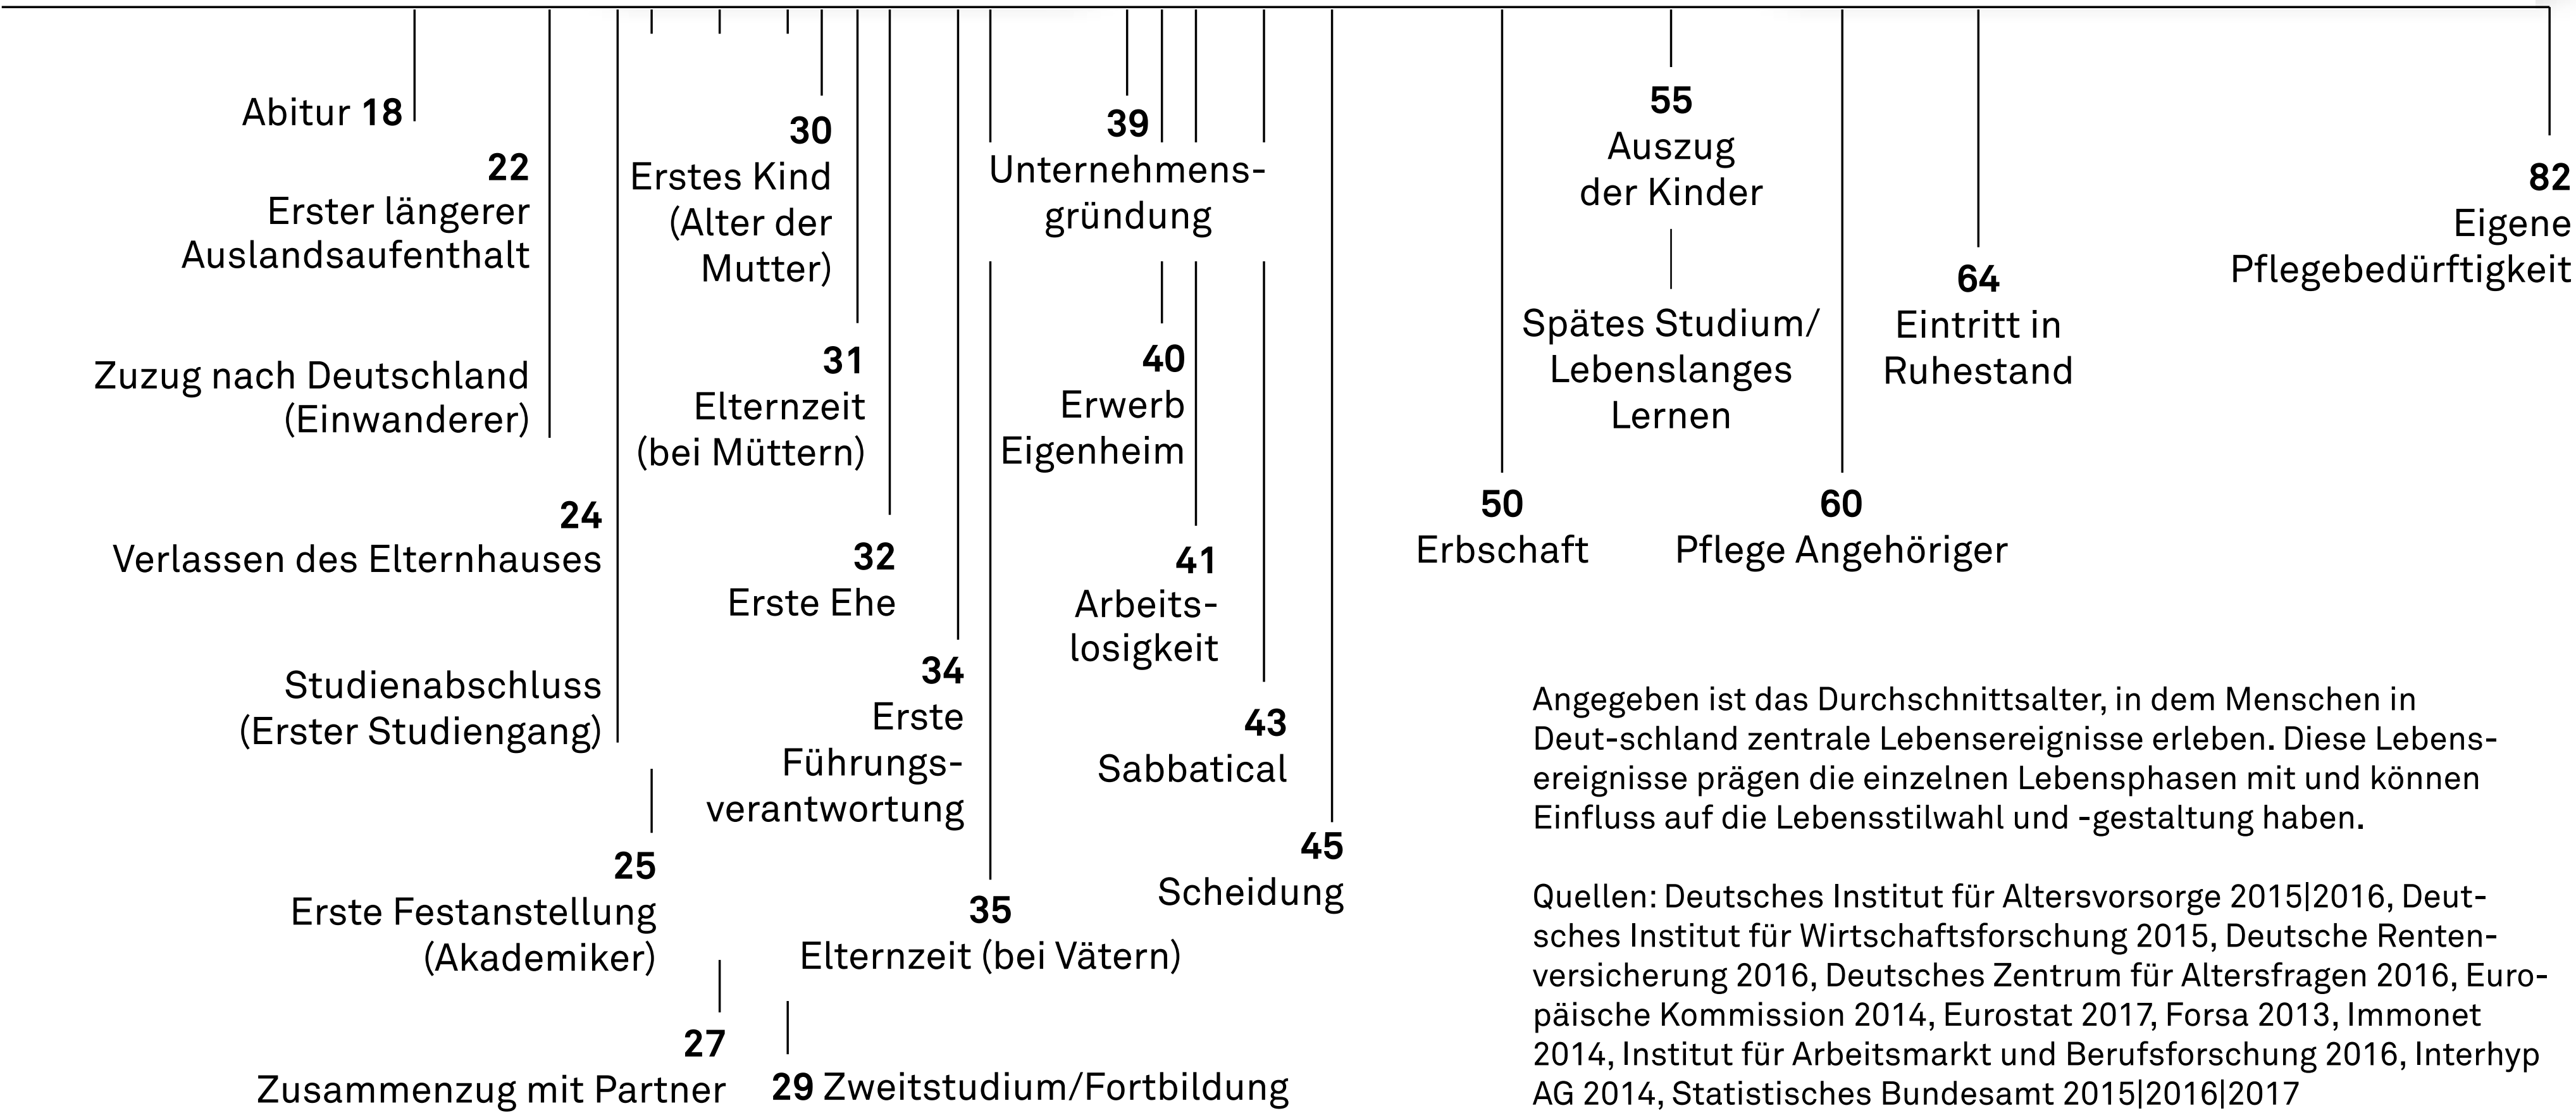 Abitur 18
22
Erster längerer
Auslandsaufenthalt
Zuzug nach Deutschland
(Einwanderer)
24
Verlassen des Elternhauses
Studienabschluss
(Erster Studiengang)
25
Erste Festanstellung
(Akademiker)
27
Zusammenzug mit Partner
29 Zweitstudium/Fortbildung
30
Erstes Kind
(Alter der
Mutter)
31
Elternzeit
(bei Müttern)
32
Erste Ehe
34
Erste
Führungs-
verantwortung
35
Elternzeit (bei Vätern)
39
Unternehmens-
gründung
40
Erwerb
Eigenheim
41
Arbeits-
losigkeit
43
Sabbatical
45
Scheidung
50
Erbschaft
55
Auszug
der Kinder
Spätes Studium/
Lebenslanges
Lernen
60
Pflege Angehöriger
64
Eintritt in
Ruhestand
82
Eigene
Pflegebedürftigkeit
Angegeben ist das Durchschnittsalter, in dem Menschen in
Deut-schland zentrale Lebensereignisse erleben. Diese Lebens-
ereignisse prägen die einzelnen Lebensphasen mit und können
Einfluss auf die Lebensstilwahl und -gestaltung haben.
Quellen: Deutsches Institut für Altersvorsorge 2015|2016, Deut-
sches Institut für Wirtschaftsforschung 2015, Deutsche Renten-
versicherung 2016, Deutsches Zentrum für Altersfragen 2016, Euro-
päische Kommission 2014, Eurostat 2017, Forsa 2013, Immonet
2014, Institut für Arbeitsmarkt und Berufsforschung 2016, Interhyp
AG 2014, Statistisches Bundesamt 2015|2016|2017